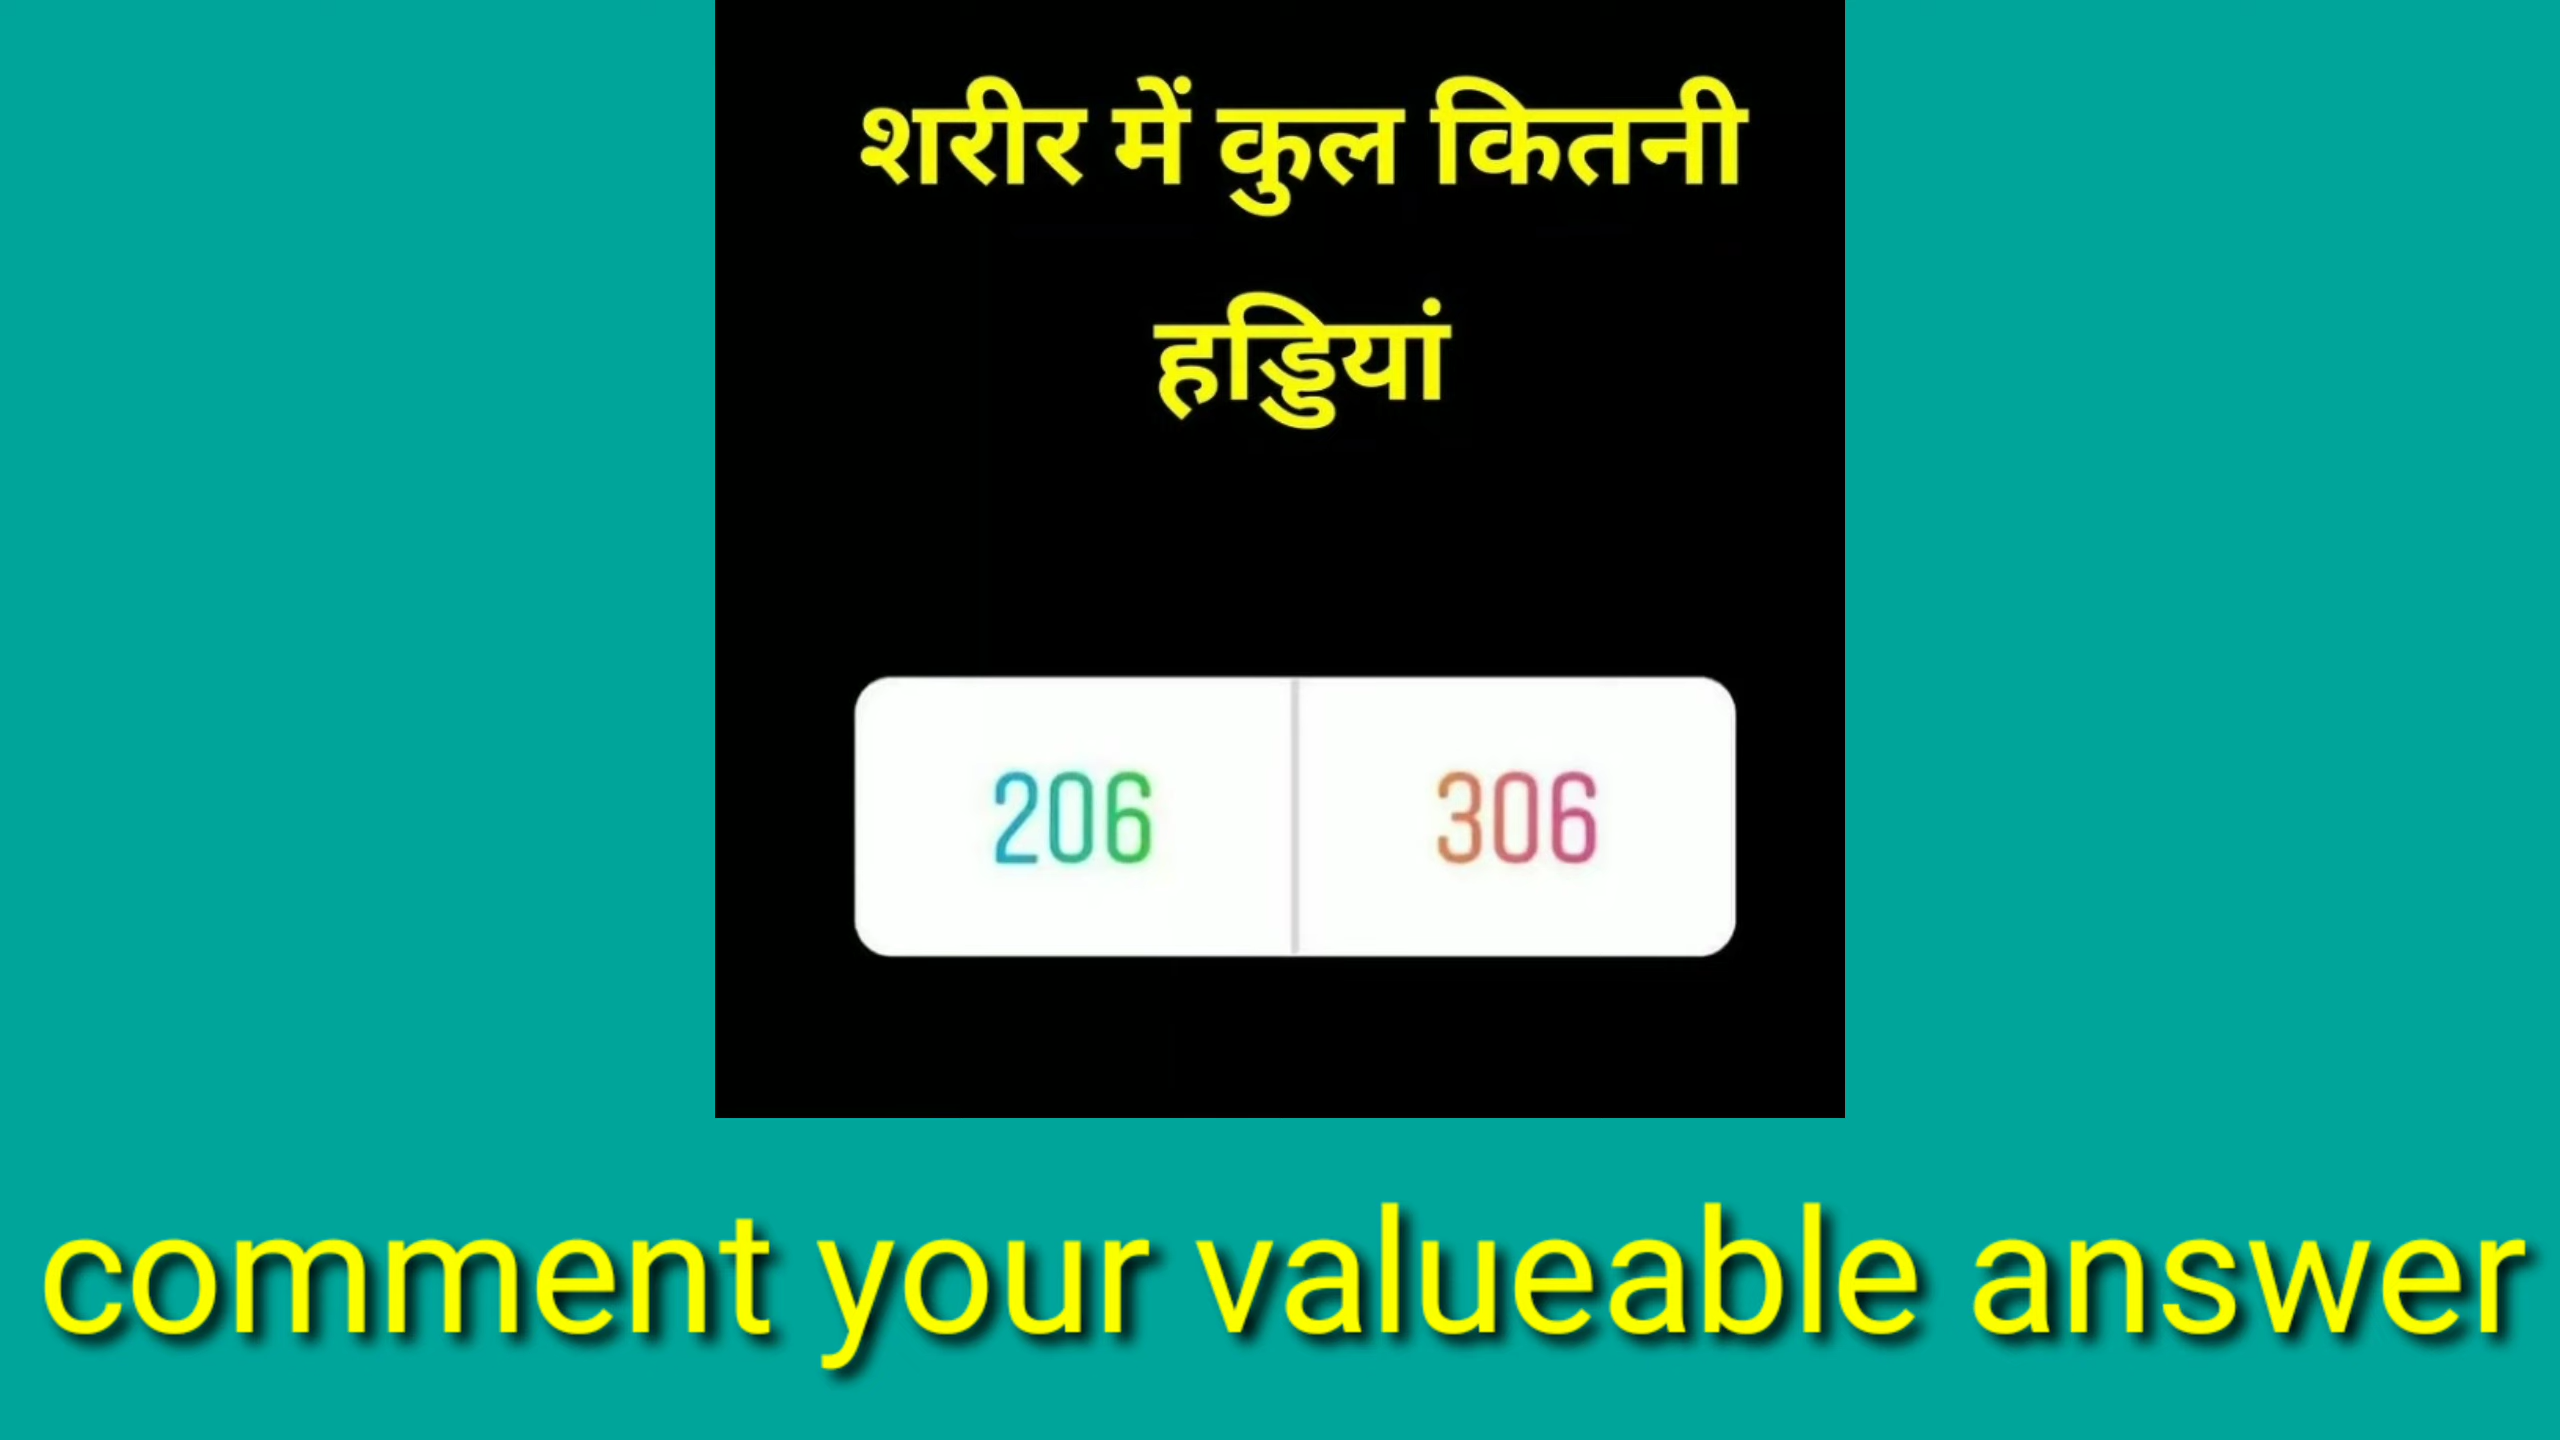 शरीर में कुल कितनी
हड्डियां
206 306
comment your valueable answer